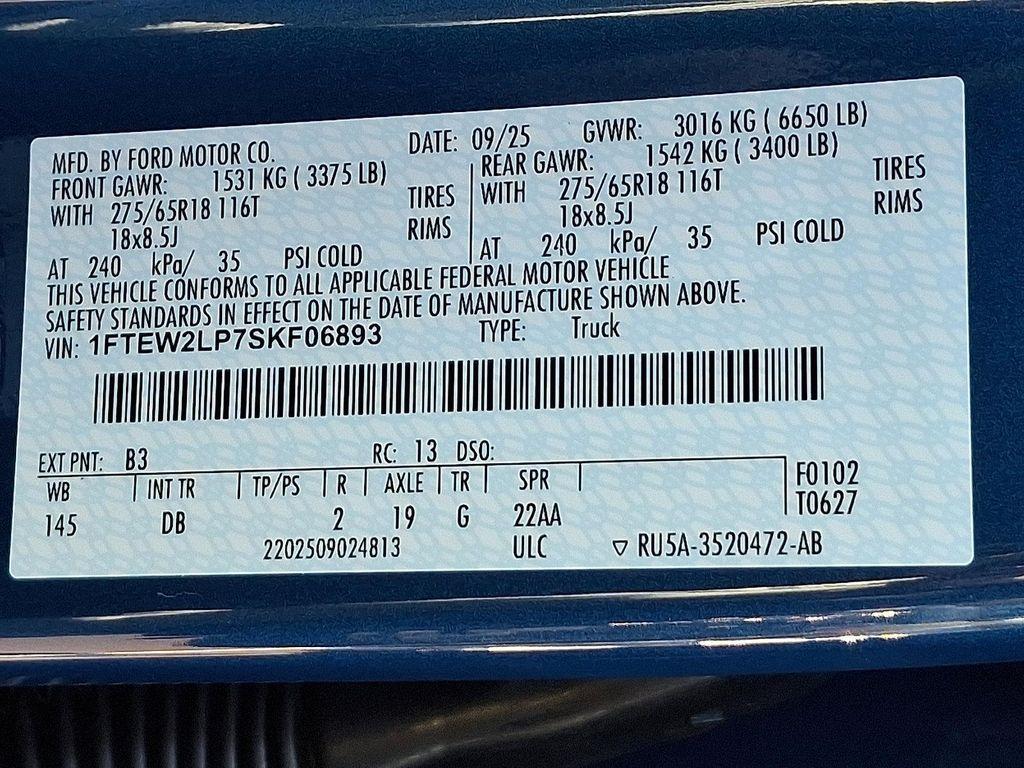 MFD. BY FORD MOTOR CO. DATE: 09/25 GVWR: 3016 KG ( 6650 LB)
FRONT GAWR: 1531 KG ( 3375 LB) REAR GAWR: 1542 KG ( 3400 LB)
WITH 275/65R18 116T TIRES WITH 275/65R18 116T TIRES
18x8.5J RIMS 18x8.5J RIMS
AT 240 kPa/ 35 PSI COLD AT 240 kPa/ 35 PSI COLD
THIS VEHICLE CONFORMS TO ALL APPLICABLE FEDERAL MOTOR VEHICLE
SAFETY STANDARDS IN EFFECT ON THE DATE OF MANUFACTURE SHOWN ABOVE.
VIN: 1FTEW2LP7SKF06893 TYPE: Truck
EXT PNT: B3 RC: 13 DSO:
WB INT TR TP/PS R AXLE TR SPR F0102
145 DB 2 19 G 22AA T0627
2202509024813 ULC ▽ RU5A-3520472-AB